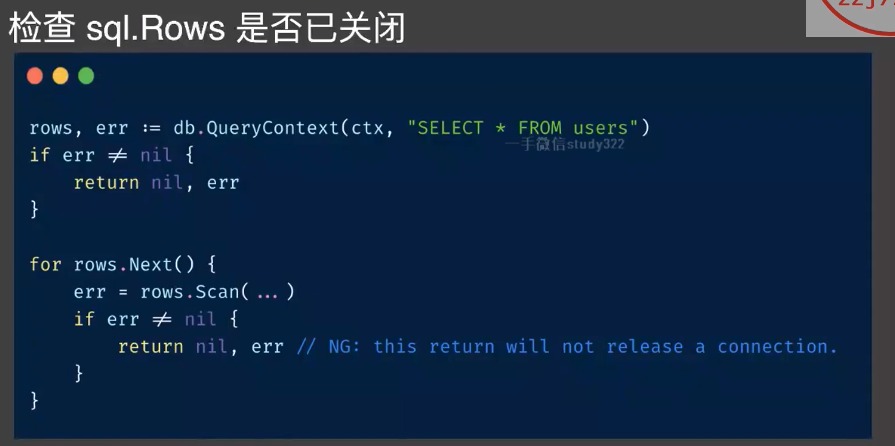 检查 sql.Rows 是否已关闭
rows, err := db.QueryContext(ctx, "SELECT * FROM users")
一手微信study322
if err ≠ nil {
return nil, err
}
for rows.Next() {
err = rows.Scan(...)
if err ≠ nil {
return nil, err // NG: this return will not release a connection.
}
}